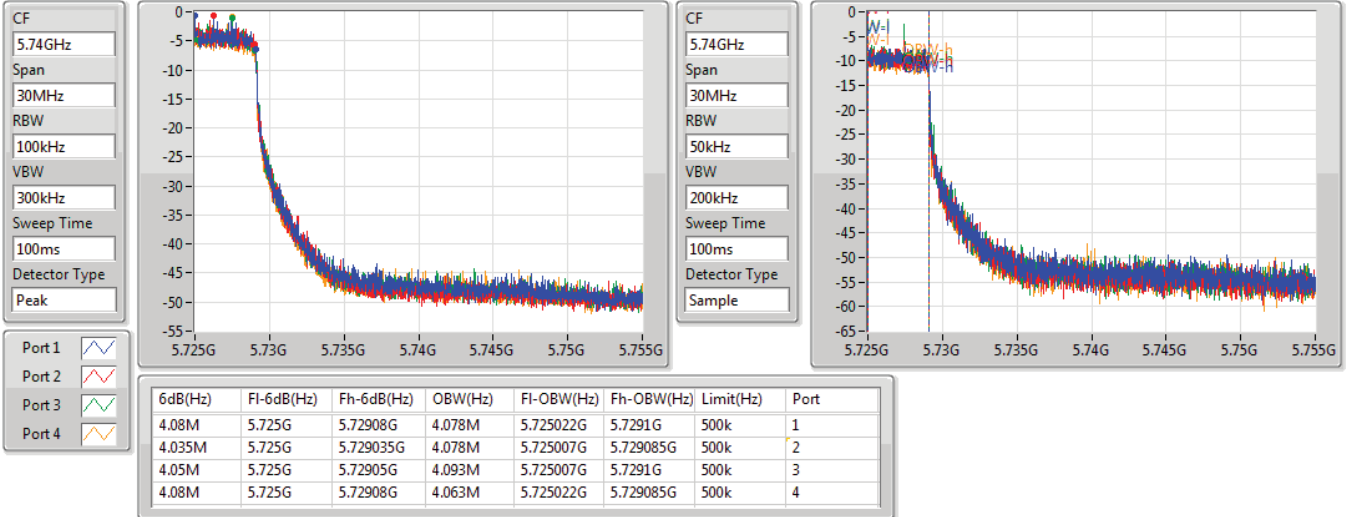 CF
5.74GHz
Span
30MHz
RBW
100kHz
VBW
300kHz
Sweep Time
100ms
Detector Type
Peak
0
-5
-10
-15
-20
-25
-30
-35
-40
-45
-50
-55
5.725G 5.73G 5.735G 5.74G 5.745G 5.75G 5.755G
CF
5.74GHz
Span
30MHz
RBW
50kHz
VBW
200kHz
Sweep Time
100ms
Detector Type
Sample
0
-5
-10
-15
-20
-25
-30
-35
-40
-45
-50
-55
-60
-65
5.725G 5.73G 5.735G 5.74G 5.745G 5.75G 5.755G
Port 1
Port 2
Port 3
Port 4
6dB(Hz) Fl-6dB(Hz) Fh-6dB(Hz) OBW(Hz) Fl-OBW(Hz) Fh-OBW(Hz) Limit(Hz) Port
4.08M 5.725G 5.72908G 4.078M 5.725022G 5.7291G 500k 1
4.035M 5.725G 5.729035G 4.078M 5.725007G 5.729085G 500k 2
4.05M 5.725G 5.72905G 4.093M 5.725007G 5.7291G 500k 3
4.08M 5.725G 5.72908G 4.063M 5.725022G 5.729085G 500k 4